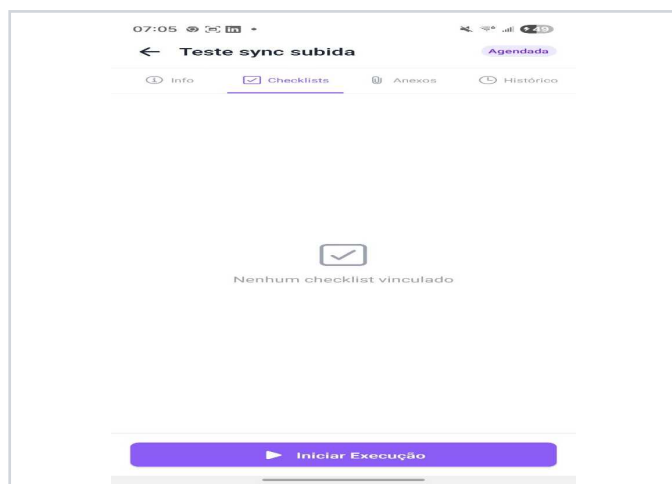 07:05
Teste sync subida
Agendada
Info
Checklists
Anexos
Histórico
Nenhum checklist vinculado
Iniciar Execução